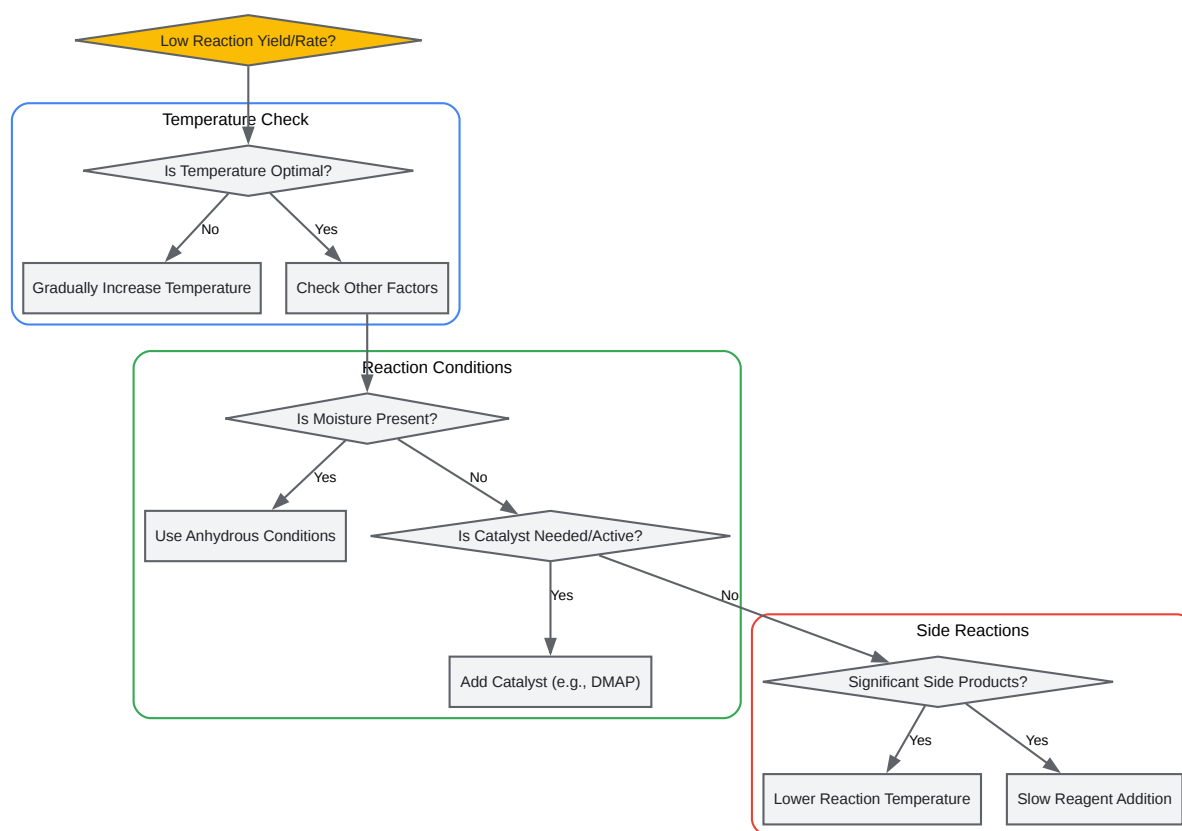 Low Reaction Yield/Rate?
Temperature Check
Is Temperature Optimal?
No
Yes
Gradually Increase Temperature
Check Other Factors
Reaction Conditions
Is Moisture Present?
Yes
No
Use Anhydrous Conditions
Is Catalyst Needed/Active?
Yes
No
Add Catalyst (e.g., DMAP)
Side Reactions
Significant Side Products?
Yes
Yes
Lower Reaction Temperature
Slow Reagent Addition